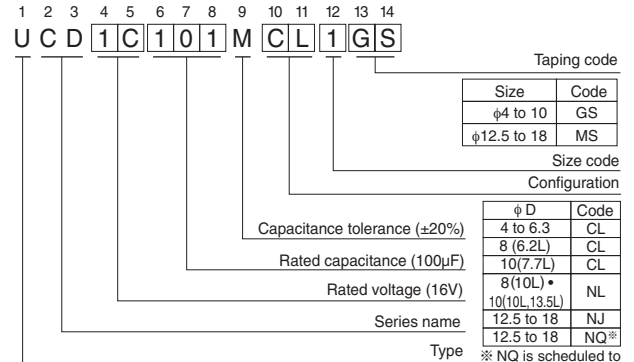 1 2 3 4 5 6 7 8 9 10 11 12 13 14
U C D 1 C 1 0 1 M C L 1 G S
Taping code
Size Code
ϕ4 to 10 GS
ϕ12.5 to 18 MS
Size code
Configuration
ϕ D Code
4 to 6.3 CL
8 (6.2L) CL
10(7.7L) CL
8(10L) •
10(10L,13.5L) NL
12.5 to 18 NJ
12.5 to 18 NQ※
※ NQ is scheduled to
Capacitance tolerance (±20%)
Rated capacitance (100µF)
Rated voltage (16V)
Series name
Type